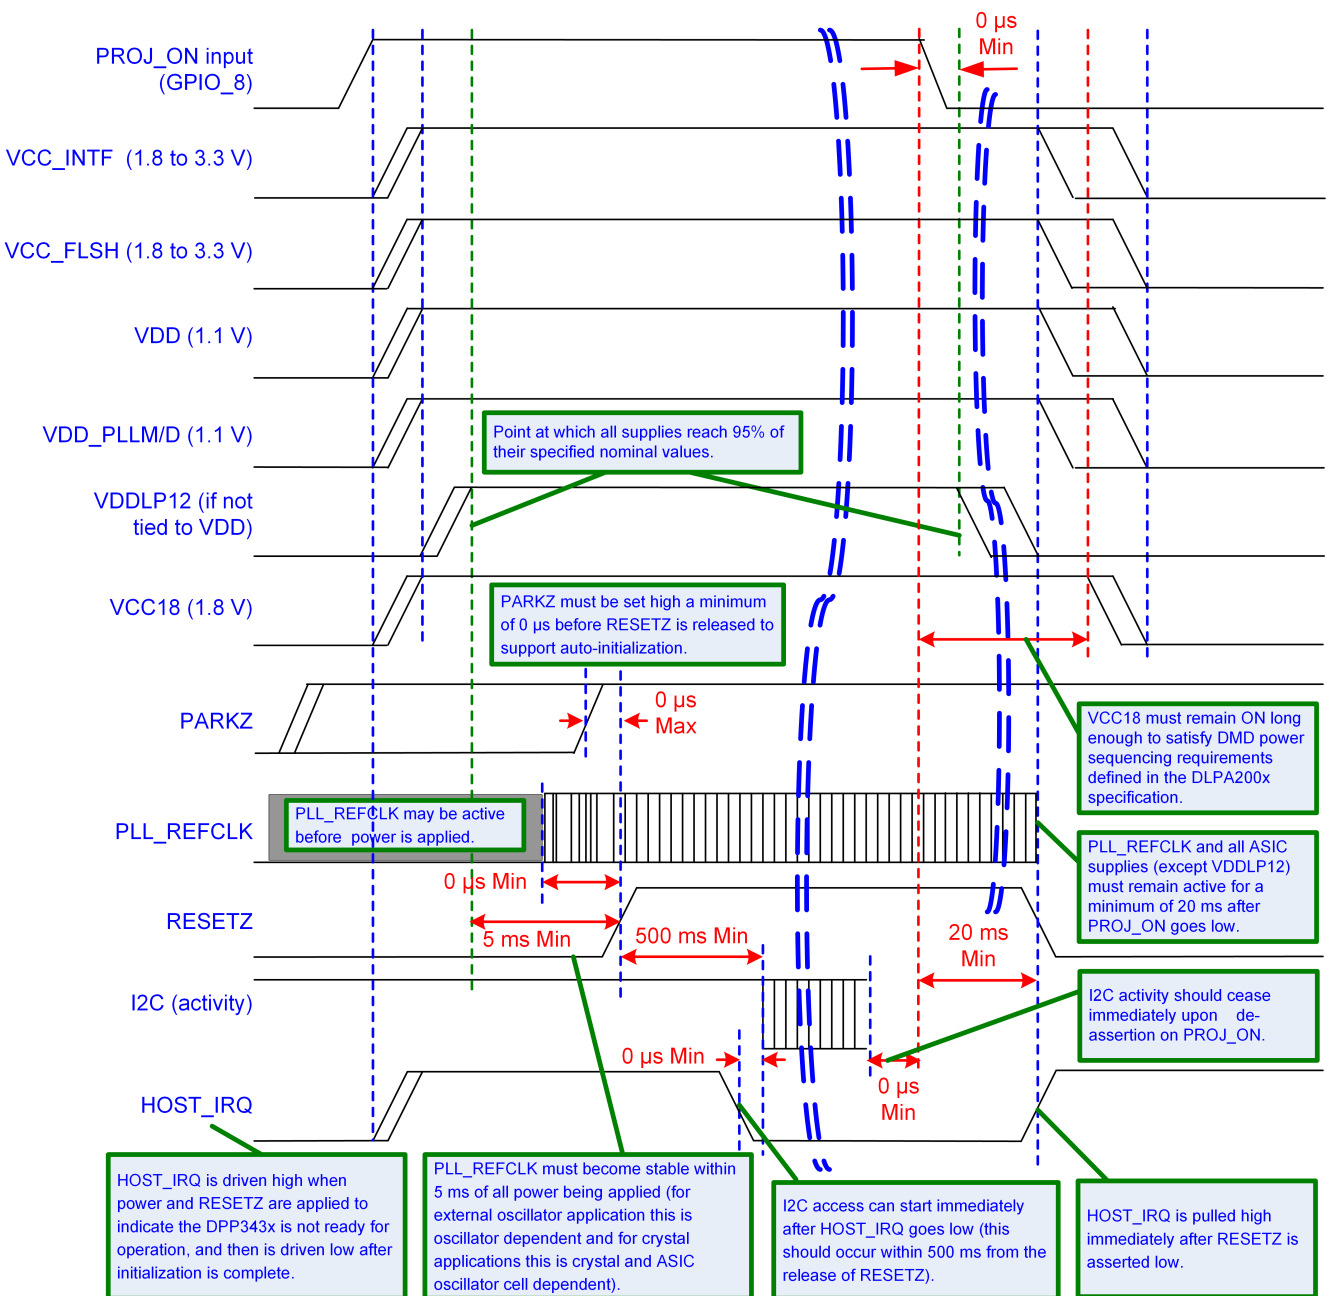 0 µs
Min
PROJ_ON input
(GPIO_8)
VCC_INTF (1.8 to 3.3 V)
VCC_FLSH (1.8 to 3.3 V)
VDD (1.1 V)
VDD_PLLM/D (1.1 V)
Point at which all supplies reach 95% of
their specified nominal values.
VDDLP12 (if not
tied to VDD)
VCC18 (1.8 V)
PARKZ must be set high a minimum
of 0 µs before RESETZ is released to
support auto-initialization.
PARKZ
0 µs
Max
VCC18 must remain ON long
enough to satisfy DMD power
sequencing requirements
defined in the DLPA200x
specification.
PLL_REFCLK
PLL_REFCLK may be active
before power is applied.
PLL_REFCLK and all ASIC
supplies (except VDDLP12)
must remain active for a
minimum of 20 ms after
PROJ_ON goes low.
0 µs Min
RESETZ
5 ms Min
500 ms Min
20 ms
Min
I2C (activity)
I2C activity should cease
immediately upon de-
assertion on PROJ_ON.
0 µs Min
0 µs
Min
HOST_IRQ
HOST_IRQ is driven high when
power and RESETZ are applied to
indicate the DPP343x is not ready for
operation, and then is driven low after
initialization is complete.
PLL_REFCLK must become stable within
5 ms of all power being applied (for
external oscillator application this is
oscillator dependent and for crystal
applications this is crystal and ASIC
oscillator cell dependent).
I2C access can start immediately
after HOST_IRQ goes low (this
should occur within 500 ms from the
release of RESETZ).
HOST_IRQ is pulled high
immediately after RESETZ is
asserted low.